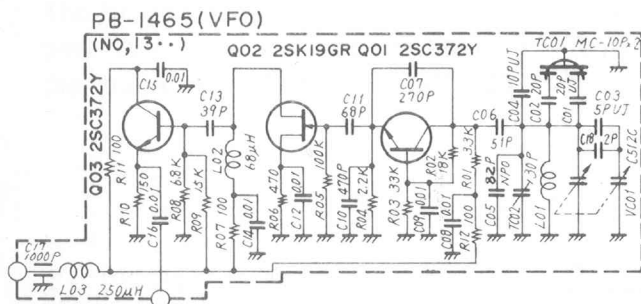 PB-1465(VFO)
(NO, 13··)
Q02 2SK19GR Q01 2SC372Y
TC01 MC-10P×2
C15
0.01
C13
39P
C11
68P
C07
270P
C06
51P
C04 10PUJ
C02 20P
C01 20P
UJ
C03
5PUJ
C18 2P
C512C
Q03 2SC372Y
R11 100
R10 150
C16 0.01
R08 6.8K
R09 15K
L02
68μH
R07 100
C14 0.01
R06 470
C12 0.01
R05 100K
C10 470P
R04 2.2K
R03 33K
C09 0.01
R02 18K
R01 33K
C08 0.01
R12 100
C05 82P
NPO
TC02 30P
L01
VC01
C17
1000P
L03 250μH